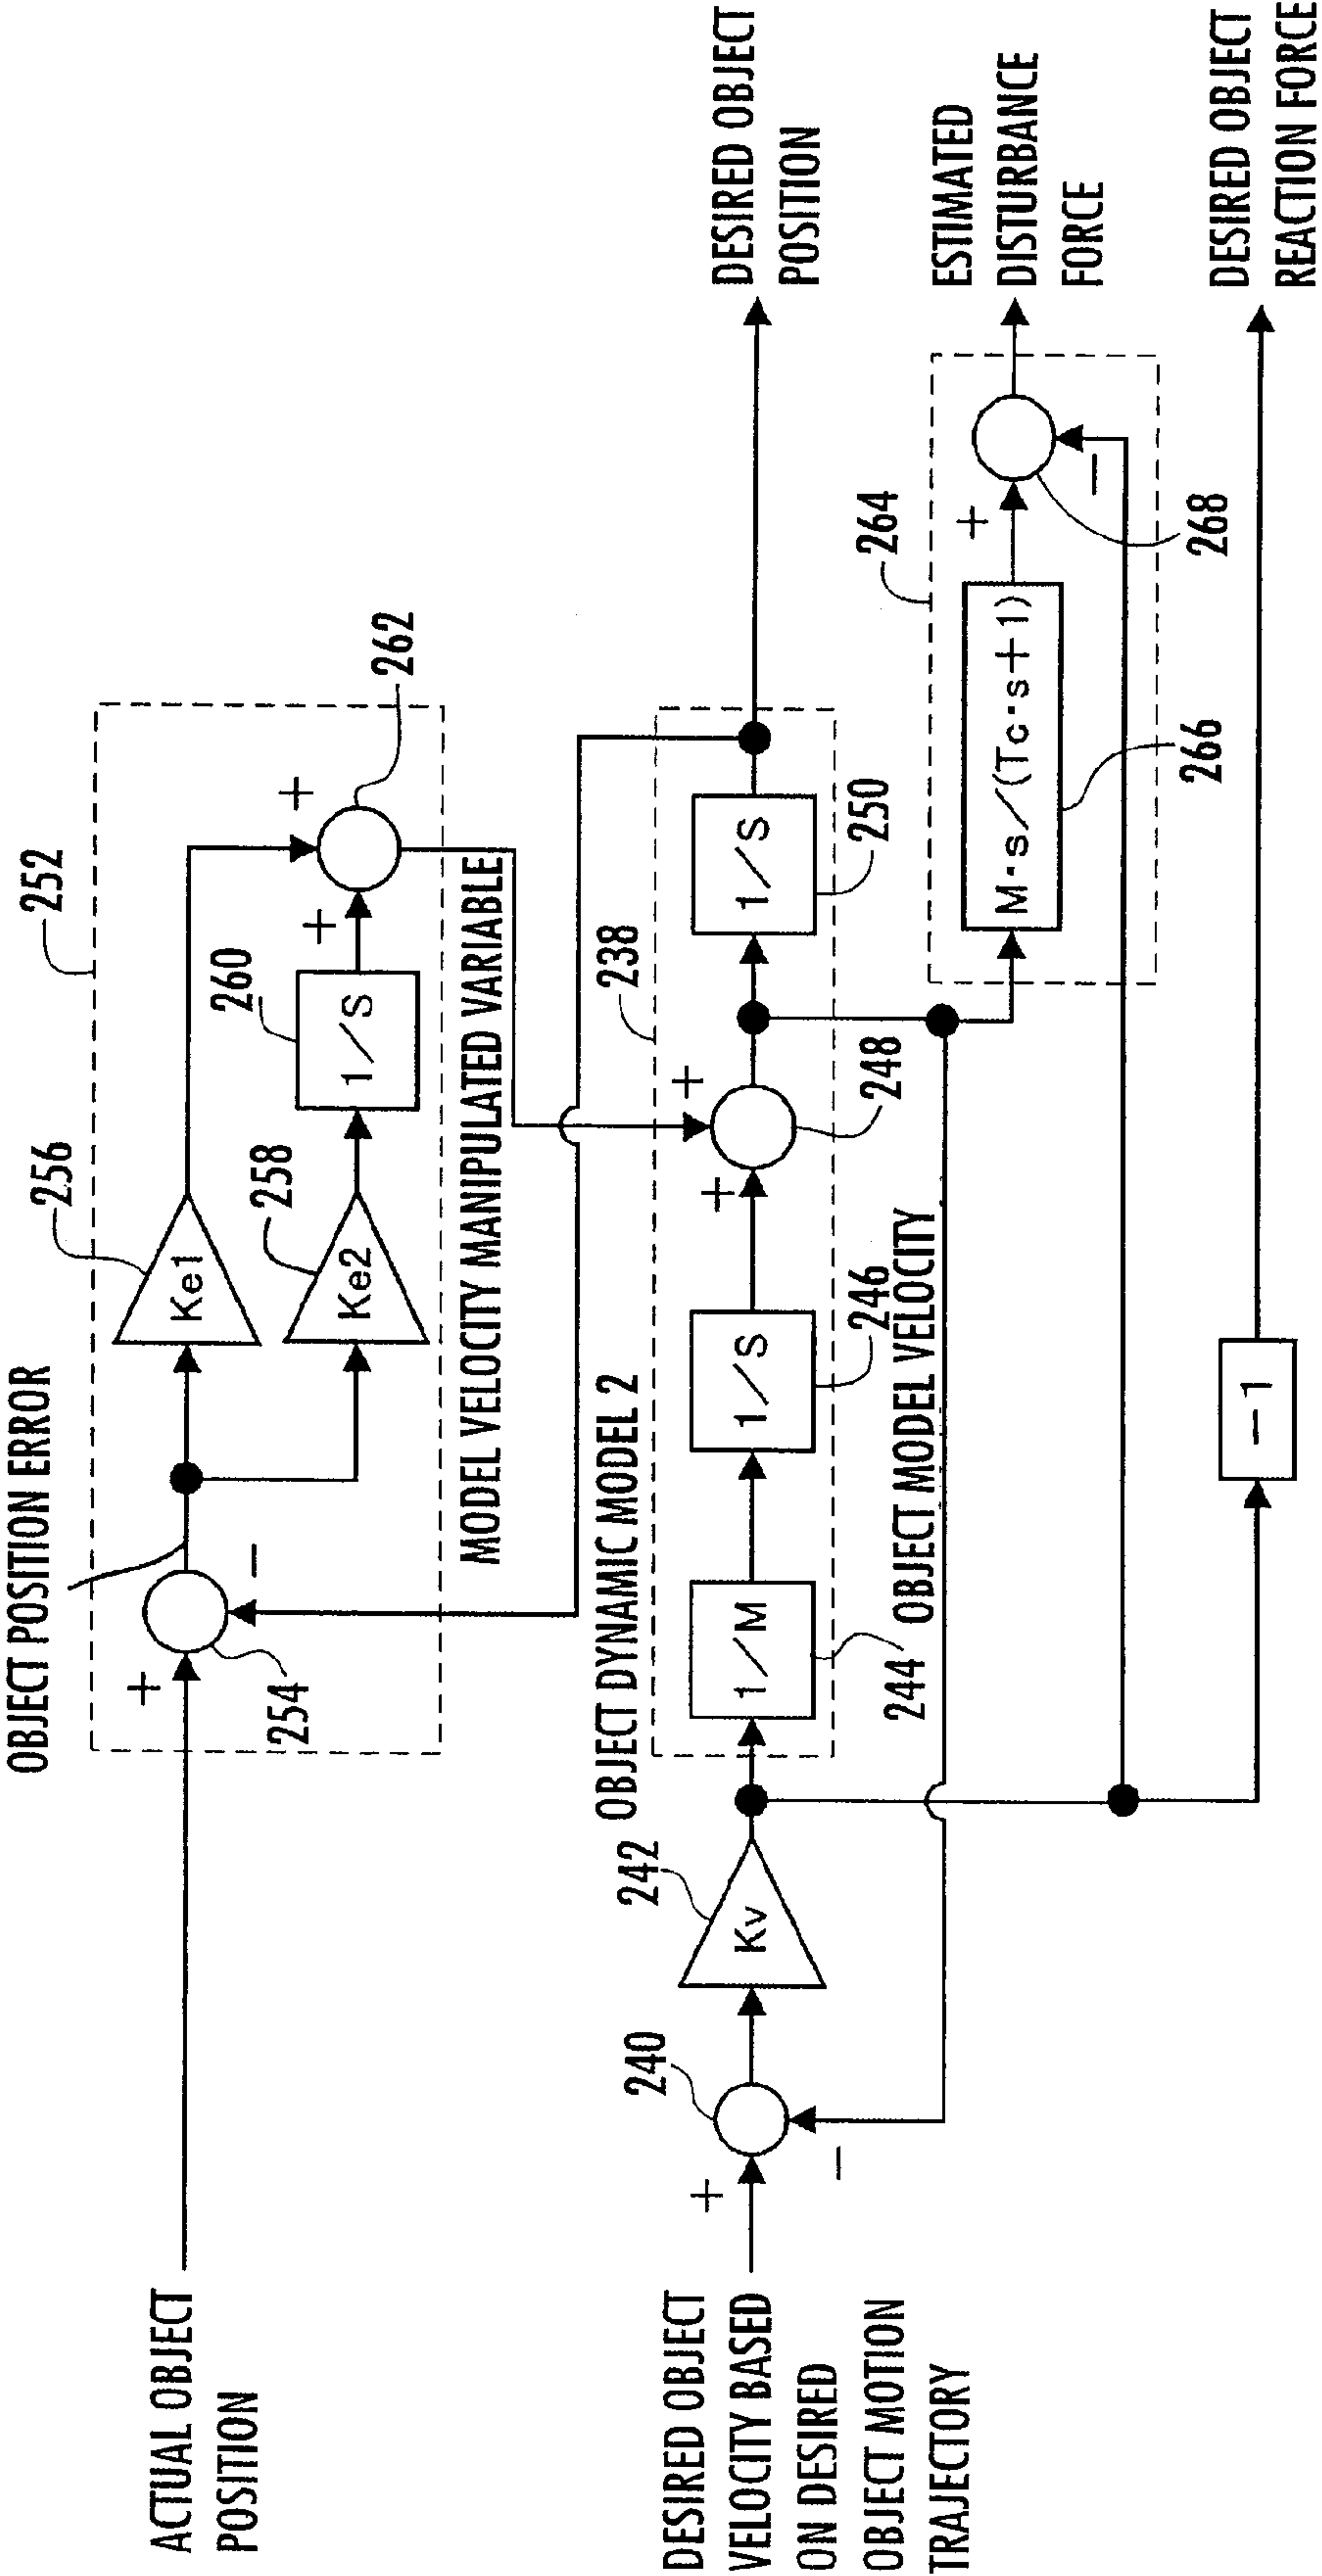 OBJECT POSITION ERROR
ACTUAL OBJECT
POSITION
+
−
254
256
Ke1
258
Ke2
260
1/S
+
+
262
252
MODEL VELOCITY MANIPULATED VARIABLE
OBJECT DYNAMIC MODEL 2
238
DESIRED OBJECT
VELOCITY BASED
ON DESIRED
OBJECT MOTION
TRAJECTORY
+
−
240
242
Kv
1/M
244
1/S
246
+
+
248
1/S
250
DESIRED OBJECT
POSITION
OBJECT MODEL VELOCITY
264
M·s/(Tc·s+1)
266
+
−
268
ESTIMATED
DISTURBANCE
FORCE
−1
DESIRED OBJECT
REACTION FORCE